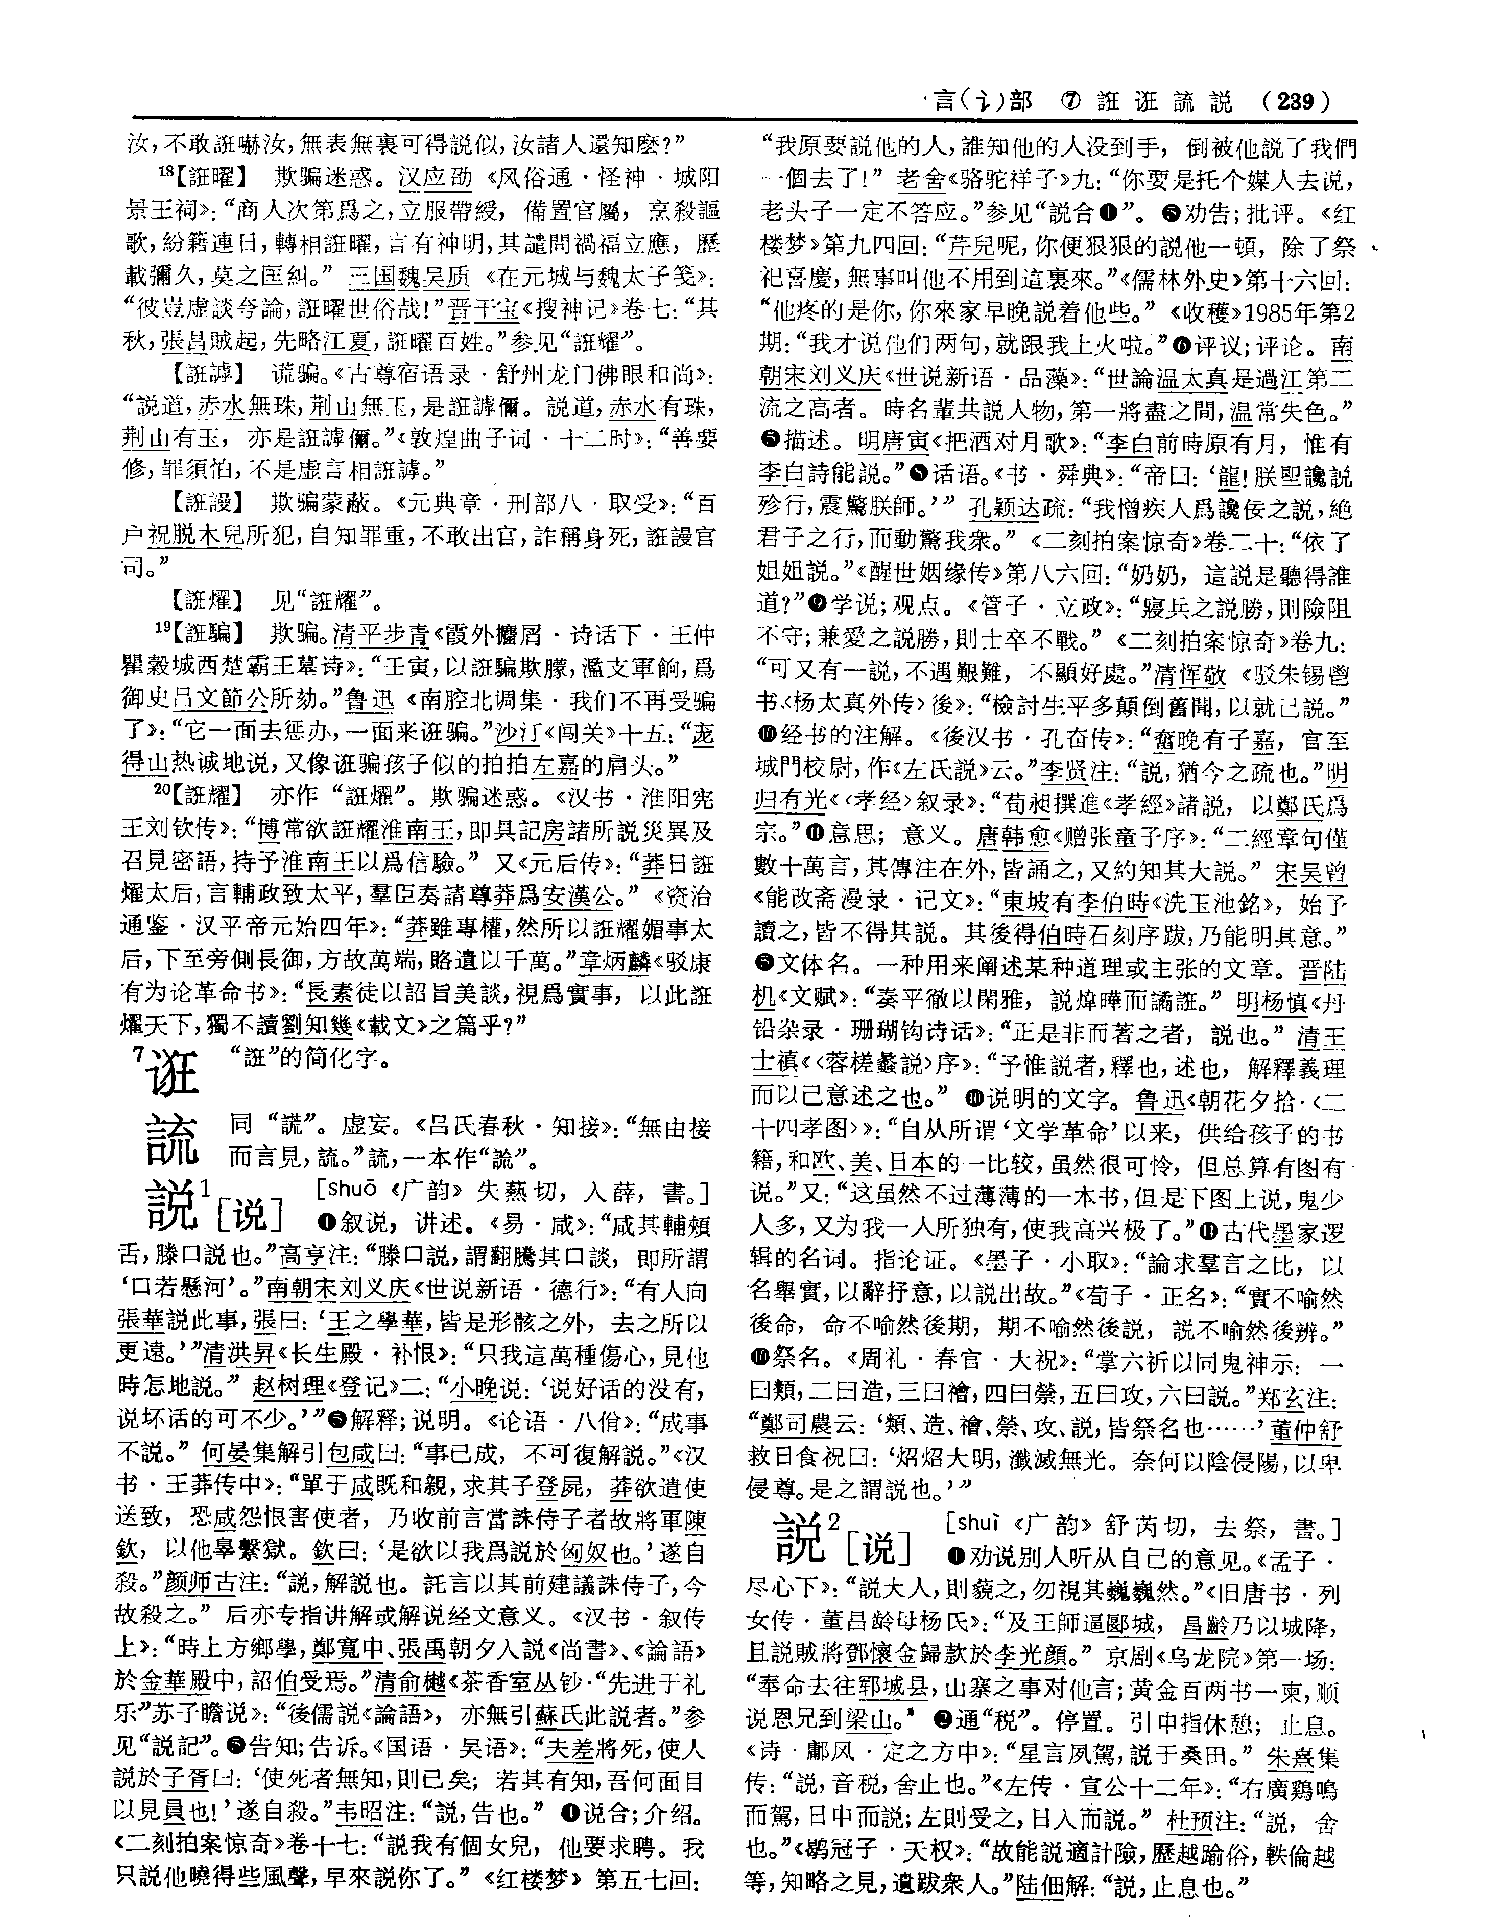 言(讠)部 ⑦ 誑 诳 䛃 説 (239)
汝，不敢誑嚇汝，無表無裏可得説似，汝諸人還知麽？”
18【誑曜】 欺骗迷惑。汉应劭《风俗通·怪神·城阳
景王祠》：“商人次第爲之，立服帶綬，備置官屬，烹殺謳
歌，紛籍連日，轉相誑曜，言有神明，其譴問禍福立應，歷
載彌久，莫之匡糾。” 三国魏吴质《在元城与魏太子笺》：
“彼豈虚談夸論，誑曜世俗哉！”晋干宝《搜神记》卷七：“其
秋，張昌賊起，先略江夏，誑曜百姓。”参见“誑耀”。
【誑謼】 谎骗。《古尊宿语录·舒州龙门佛眼和尚》：
“説道，赤水無珠，荆山無玉，是誑謼儞。説道，赤水有珠，
荆山有玉，亦是誑謼儞。”《敦煌曲子词·十二时》：“善要
修，罪須怕，不是虚言相誑謼。”
【誑謾】 欺骗蒙蔽。《元典章·刑部八·取受》：“百
户祝脱木兒所犯，自知罪重，不敢出官，詐稱身死，誑謾官
司。”
【誑燿】 见“誑耀”。
19【誑騙】 欺骗。清平步青《霞外攟屑·诗话下·王仲
瞿穀城西楚霸王墓诗》：“壬寅，以誑騙欺朦，濫支軍餉，爲
御史吕文節公所劾。”鲁迅《南腔北调集·我们不再受骗
了》：“它一面去惩办，一面来诳骗。”沙汀《闯关》十五：“庞
得山热诚地说，又像诳骗孩子似的拍拍左嘉的肩头。”
20【誑耀】 亦作“誑燿”。欺骗迷惑。《汉书·淮阳宪
王刘钦传》：“博常欲誑耀淮南王，即具記房諸所説災異及
召見密語，持予淮南王以爲信驗。” 又《元后传》：“莽日誑
燿太后，言輔政致太平，羣臣奏請尊莽爲安漢公。”《资治
通鉴·汉平帝元始四年》：“莽雖專權，然所以誑耀媚事太
后，下至旁側長御，方故萬端，賂遺以千萬。”章炳麟《驳康
有为论革命书》：“長素徒以詔旨美談，視爲實事，以此誑
燿天下，獨不讀劉知幾《載文》之篇乎？”
7诳 “誑”的简化字。
䛃 同“謊”。虚妄。《吕氏春秋·知接》：“無由接
而言見，䛃。”䛃，一本作“詤”。
説1［说］ ［shuō《广韵》失爇切，入薛，書。］
❶叙说，讲述。《易·咸》：“咸其輔頰
舌，滕口説也。”高亨注：“滕口説，謂翻騰其口談，即所謂
‘口若懸河’。”南朝宋刘义庆《世说新语·德行》：“有人向
張華説此事，張曰：‘王之學華，皆是形骸之外，去之所以
更遠。’”清洪昇《长生殿·补恨》：“只我這萬種傷心，見他
時怎地説。” 赵树理《登记》二：“小晚说：‘说好话的没有，
说坏话的可不少。’”❷解释；说明。《论语·八佾》：“成事
不説。” 何晏集解引包咸曰：“事已成，不可復解説。”《汉
书·王莽传中》：“單于咸既和親，求其子登屍，莽欲遣使
送致，恐咸怨恨害使者，乃收前言當誅侍子者故將軍陳
欽，以他辠繫獄。欽曰：‘是欲以我爲説於匈奴也。’遂自
殺。”颜师古注：“説，解説也。託言以其前建議誅侍子，今
故殺之。” 后亦专指讲解或解说经文意义。《汉书·叙传
上》：“時上方鄉學，鄭寬中、張禹朝夕入説《尚書》、《論語》
於金華殿中，詔伯受焉。”清俞樾《茶香室丛钞·“先进于礼
乐”苏子瞻说》：“後儒説《論語》，亦無引蘇氏此説者。”参
见“説記”。❸告知；告诉。《国语·吴语》：“夫差將死，使人
説於子胥曰：‘使死者無知，則已矣；若其有知，吾何面目
以見員也！’遂自殺。”韦昭注：“説，告也。” ❹说合；介绍。
《二刻拍案惊奇》卷十七：“説我有個女兒，他要求聘。我
只説他曉得些風聲，早來説你了。” 《红楼梦》第五七回：
“我原要説他的人，誰知他的人没到手，倒被他説了我們
一個去了！” 老舍《骆驼祥子》九：“你要是托个媒人去说，
老头子一定不答应。”参见“説合❶”。❺劝告；批评。《红
楼梦》第九四回：“芹兒呢，你便狠狠的説他一頓，除了祭
祀喜慶，無事叫他不用到這裏來。”《儒林外史》第十六回：
“他疼的是你，你來家早晚説着他些。” 《收穫》1985年第2
期：“我才说他们两句，就跟我上火啦。”❻评议；评论。南
朝宋刘义庆《世说新语·品藻》：“世論温太真是過江第二
流之高者。時名輩共説人物，第一將盡之間，温常失色。”
❼描述。明唐寅《把酒对月歌》：“李白前時原有月，惟有
李白詩能説。”❽话语。《书·舜典》：“帝曰：‘龍！朕堲讒説
殄行，震驚朕師。’” 孔颖达疏：“我憎疾人爲讒佞之説，絶
君子之行，而動驚我衆。” 《二刻拍案惊奇》卷二十：“依了
姐姐説。”《醒世姻缘传》第八六回：“奶奶，這説是聽得誰
道？”❾学说；观点。《管子·立政》：“寢兵之説勝，則險阻
不守；兼愛之説勝，則士卒不戰。” 《二刻拍案惊奇》卷九：
“可又有一説，不遇艱難，不顯好處。”清恽敬《驳朱锡鬯
书〈杨太真外传〉後》：“檢討生平多顛倒舊聞，以就己説。”
❿经书的注解。《後汉书·孔奋传》：“奮晚有子嘉，官至
城門校尉，作《左氏説》云。”李贤注：“説，猶今之疏也。”明
归有光《〈孝经〉叙录》：“荀昶撰進《孝經》諸説，以鄭氏爲
宗。”⓫意思；意义。唐韩愈《赠张童子序》：“二經章句僅
數十萬言，其傳注在外，皆誦之，又約知其大説。” 宋吴曾
《能改斋漫录·记文》：“東坡有李伯時《洗玉池銘》，始予
讀之，皆不得其説。其後得伯時石刻序跋，乃能明其意。”
⓬文体名。一种用来阐述某种道理或主张的文章。晋陆
机《文赋》：“奏平徹以閑雅，説煒曄而譎誑。” 明杨慎《丹
铅杂录·珊瑚钩诗话》：“正是非而著之者，説也。” 清王
士禛《〈蓉槎蠡説〉序》：“予惟説者，釋也，述也，解釋義理
而以己意述之也。” ⓭说明的文字。鲁迅《朝花夕拾·〈二
十四孝图〉》：“自从所谓‘文学革命’以来，供给孩子的书
籍，和欧、美、日本的一比较，虽然很可怜，但总算有图有
说。”又：“这虽然不过薄薄的一本书，但是下图上说，鬼少
人多，又为我一人所独有，使我高兴极了。”⓮古代墨家逻
辑的名词。指论证。《墨子·小取》：“論求羣言之比，以
名舉實，以辭抒意，以説出故。”《荀子·正名》：“實不喻然
後命，命不喻然後期，期不喻然後説，説不喻然後辨。”
⓯祭名。《周礼·春官·大祝》：“掌六祈以同鬼神示：一
曰類，二曰造，三曰禬，四曰禜，五曰攻，六曰説。”郑玄注：
“鄭司農云：‘類、造、禬、禜、攻、説，皆祭名也……’董仲舒
救日食祝曰：‘炤炤大明，瀸滅無光。奈何以陰侵陽，以卑
侵尊。是之謂説也。’”
説2［说］ ［shuì《广韵》舒芮切，去祭，書。］
❶劝说别人听从自己的意见。《孟子·
尽心下》：“説大人，則藐之，勿視其巍巍然。”《旧唐书·列
女传·董昌龄母杨氏》：“及王師逼郾城，昌齡乃以城降，
且説賊將鄧懷金歸款於李光顔。” 京剧《乌龙院》第一场：
“奉命去往郓城县，山寨之事对他言；黄金百两书一柬，顺
说恩兄到梁山。” ❷通“税”。停置。引申指休憩；止息。
《诗·鄘风·定之方中》：“星言夙駕，説于桑田。” 朱熹集
传：“説，音税，舍止也。”《左传·宣公十二年》：“右廣鷄鳴
而駕，日中而説；左則受之，日入而説。” 杜预注：“説，舍
也。”《鹖冠子·天权》：“故能説適計險，歷越踰俗，軼倫越
等，知略之見，遺跋衆人。”陆佃解：“説，止息也。”